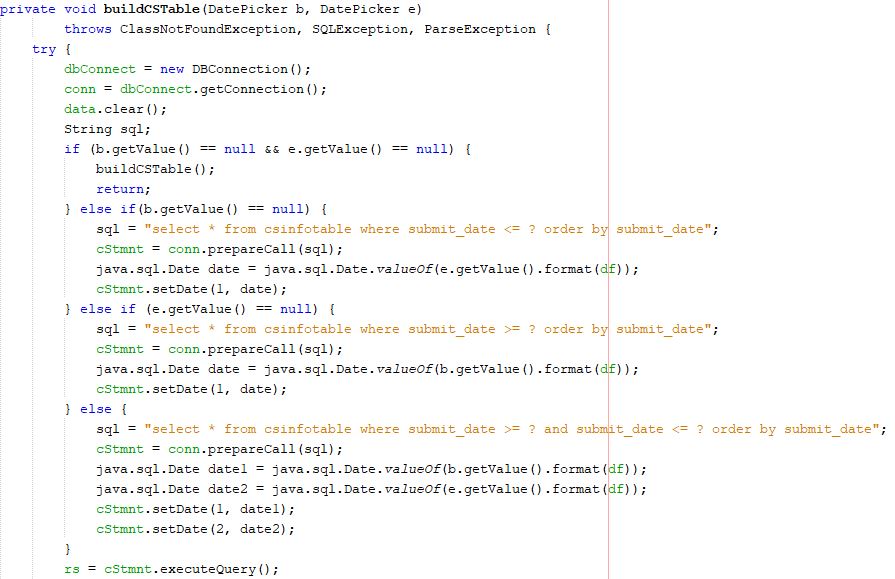 private void buildCSTable(DatePicker b, DatePicker e)
        throws ClassNotFoundException, SQLException, ParseException {
    try {
        dbConnect = new DBConnection();
        conn = dbConnect.getConnection();
        data.clear();
        String sql;
        if (b.getValue() == null && e.getValue() == null) {
            buildCSTable();
            return;
        } else if(b.getValue() == null) {
            sql = "select * from csinfotable where submit_date <= ? order by submit_date";
            cStmnt = conn.prepareCall(sql);
            java.sql.Date date = java.sql.Date.valueOf(e.getValue().format(df));
            cStmnt.setDate(1, date);
        } else if (e.getValue() == null) {
            sql = "select * from csinfotable where submit_date >= ? order by submit_date";
            cStmnt = conn.prepareCall(sql);
            java.sql.Date date = java.sql.Date.valueOf(b.getValue().format(df));
            cStmnt.setDate(1, date);
        } else {
            sql = "select * from csinfotable where submit_date >= ? and submit_date <= ? order by submit_date";
            cStmnt = conn.prepareCall(sql);
            java.sql.Date date1 = java.sql.Date.valueOf(b.getValue().format(df));
            java.sql.Date date2 = java.sql.Date.valueOf(e.getValue().format(df));
            cStmnt.setDate(1, date1);
            cStmnt.setDate(2, date2);
        }
        rs = cStmnt.executeQuery();